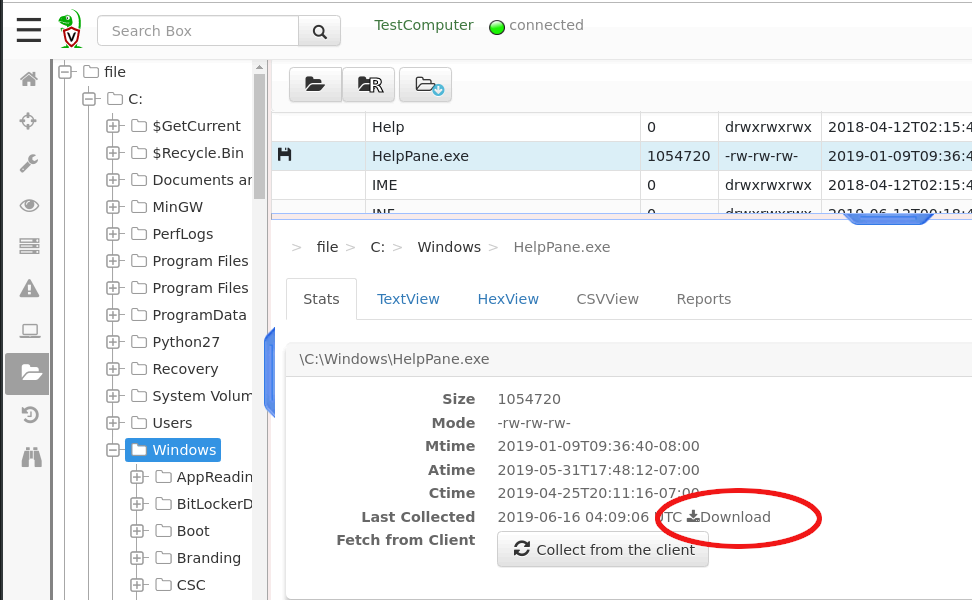 Search Box TestComputer connected
file
C:
$GetCurrent
$Recycle.Bin
Documents ar
MinGW
PerfLogs
Program Files
Program Files
ProgramData
Python27
Recovery
System Volum
Users
Windows
AppReadin
BitLockerD
Boot
Branding
CSC
R
Help 0 drwxrwxrwx 2018-04-12T02:15:4
HelpPane.exe 1054720 -rw-rw-rw- 2019-01-09T09:36:4
IME 0 drwxrwxrwx 2018-04-12T02:15:4
INF 0 drwxrwxrwx 2019-06-12T00:18:4
> file > C: > Windows > HelpPane.exe
Stats TextView HexView CSVView Reports
\C:\Windows\HelpPane.exe
Size 1054720
Mode -rw-rw-rw-
Mtime 2019-01-09T09:36:40-08:00
Atime 2019-05-31T17:48:12-07:00
Ctime 2019-04-25T20:11:16-07:00
Last Collected 2019-06-16 04:09:06 UTC Download
Fetch from Client Collect from the client